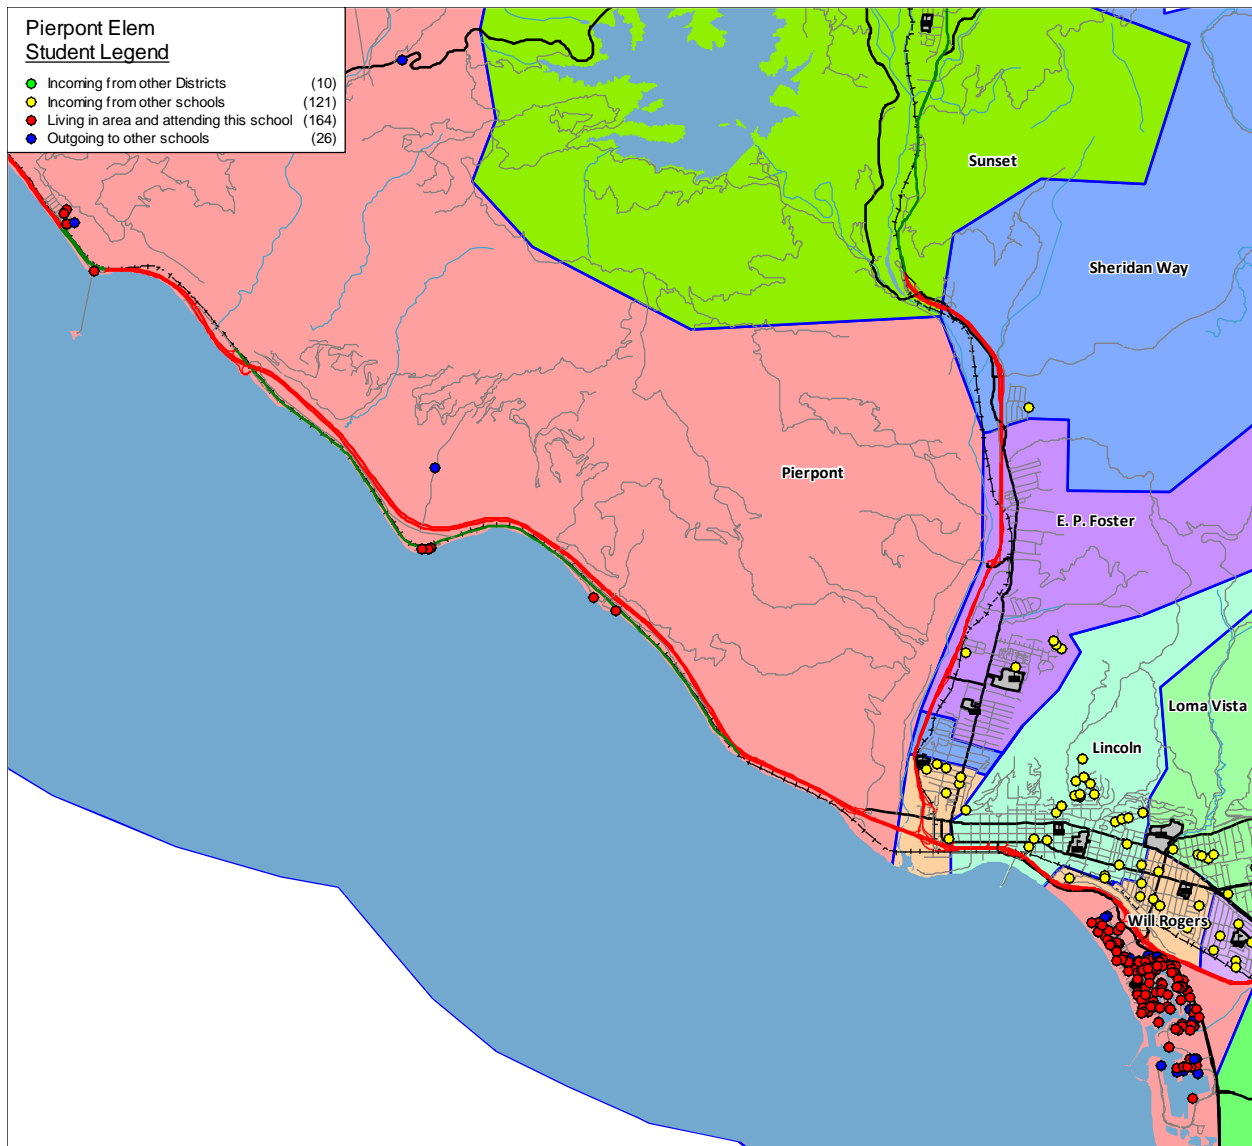 Pierpont Elem
Student Legend
Incoming from other Districts (10)
Incoming from other schools (121)
Living in area and attending this school (164)
Outgoing to other schools (26)
Sunset
Sheridan Way
Pierpont
E. P. Foster
Loma Vista
Lincoln
Will Rogers